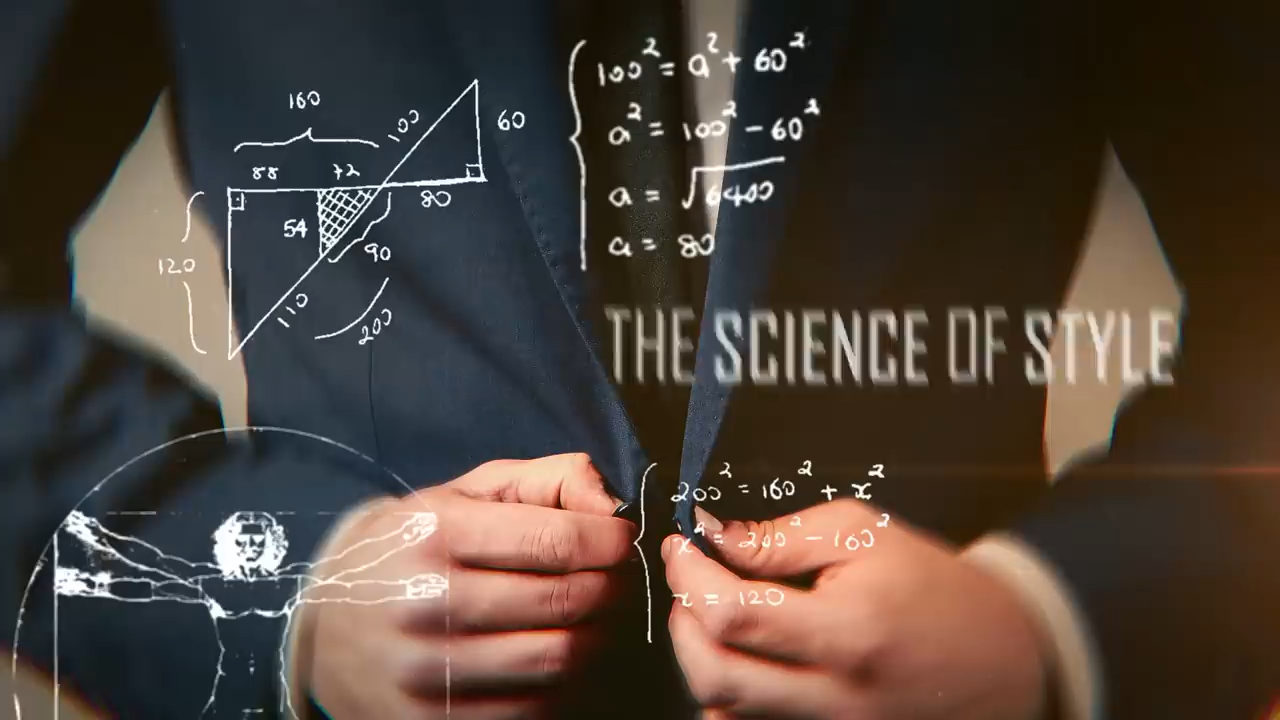 160
100
60
88 72
80
54
90
120
110
200
100² = a² + 60²
a² = 100² - 60²
a = √6400
a = 80
THE SCIENCE OF STYLE
200² = 160² + x²
x² = 200² - 160²
x = 120